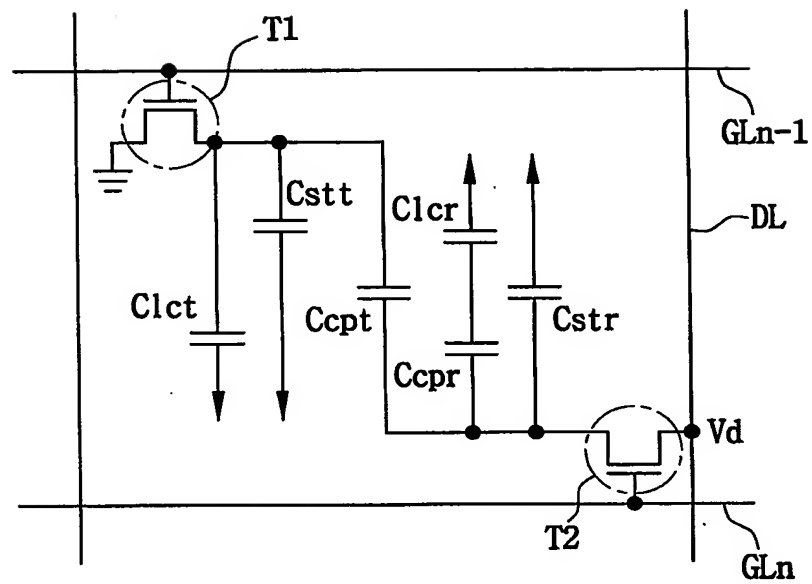 T1
GLn-1
Cstt
Clcr
DL
Clct
Ccpt
Cstr
Ccpr
Vd
T2
GLn